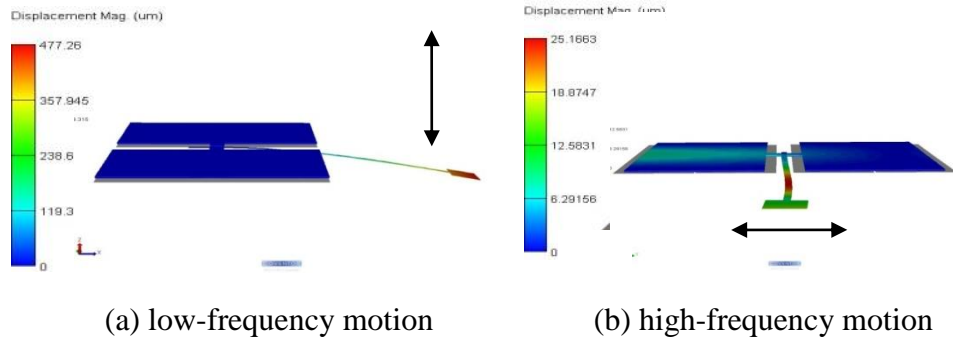 Displacement Mag. (um)
477.26
357.945
238.6
119.3
0
Z
X
Displacement Mag. (um)
25.1663
18.8747
12.5831
6.29156
0
(a) low-frequency motion
(b) high-frequency motion